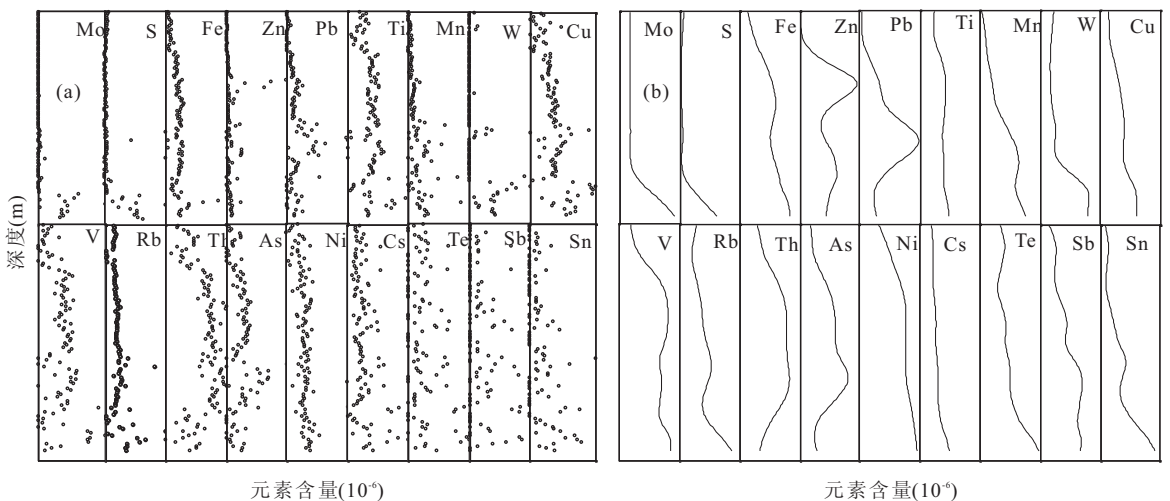 Mo S Fe Zn Pb Ti Mn W Cu
(a)
V Rb Th As Ni Cs Te Sb Sn
Mo S Fe Zn Pb Ti Mn W Cu
(b)
V Rb Th As Ni Cs Te Sb Sn
深度(m)
元素含量(10⁻⁶)
元素含量(10⁻⁶)